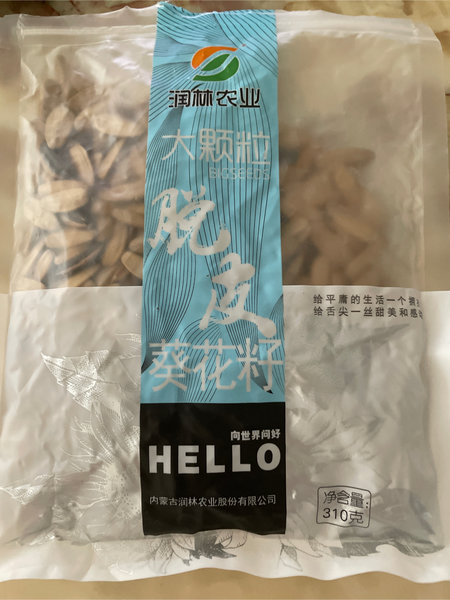 润林农业
大颗粒
BIGSEEDS
脱皮
葵花籽
给平庸的生活一个拥
给舌尖一丝甜美和感
向世界问好
HELLO
内蒙古润林农业股份有限公司
净含量:
310克